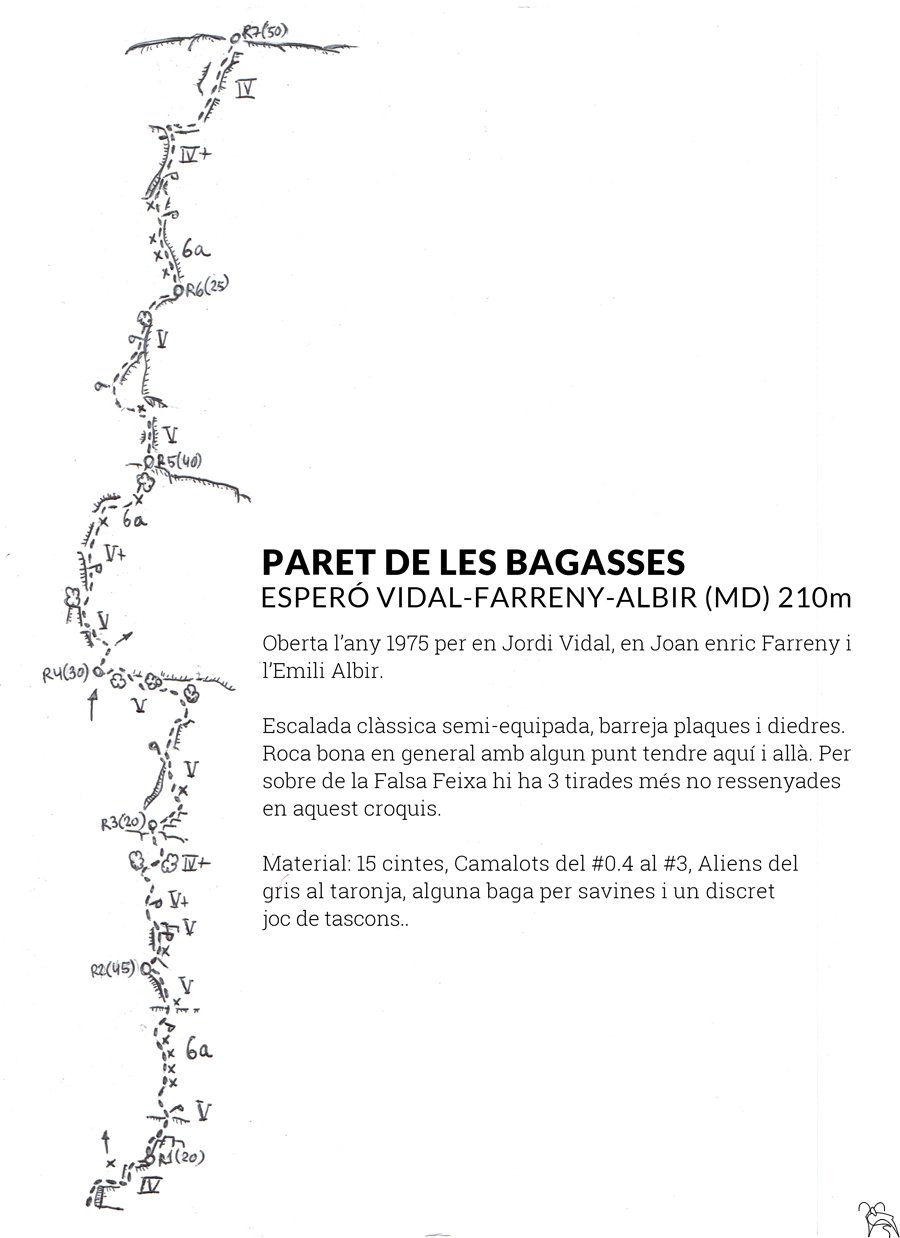 R7(50)
IV
IV+
6a
R6(25)
V
V
R5(40)
6a
V+
V
R4(30)
V
V
R3(20)
IV+
V+
V
R2(45)
V
6a
V
R1(20)
IV
PARET DE LES BAGASSES
ESPERÓ VIDAL-FARRENY-ALBIR (MD) 210m
Oberta l'any 1975 per en Jordi Vidal, en Joan enric Farreny i
l'Emili Albir.
Escalada clàssica semi-equipada, barreja plaques i diedres.
Roca bona en general amb algun punt tendre aquí i allà. Per
sobre de la Falsa Feixa hi ha 3 tirades més no ressenyades
en aquest croquis.
Material: 15 cintes, Camalots del #0.4 al #3, Aliens del
gris al taronja, alguna baga per savines i un discret
joc de tascons..